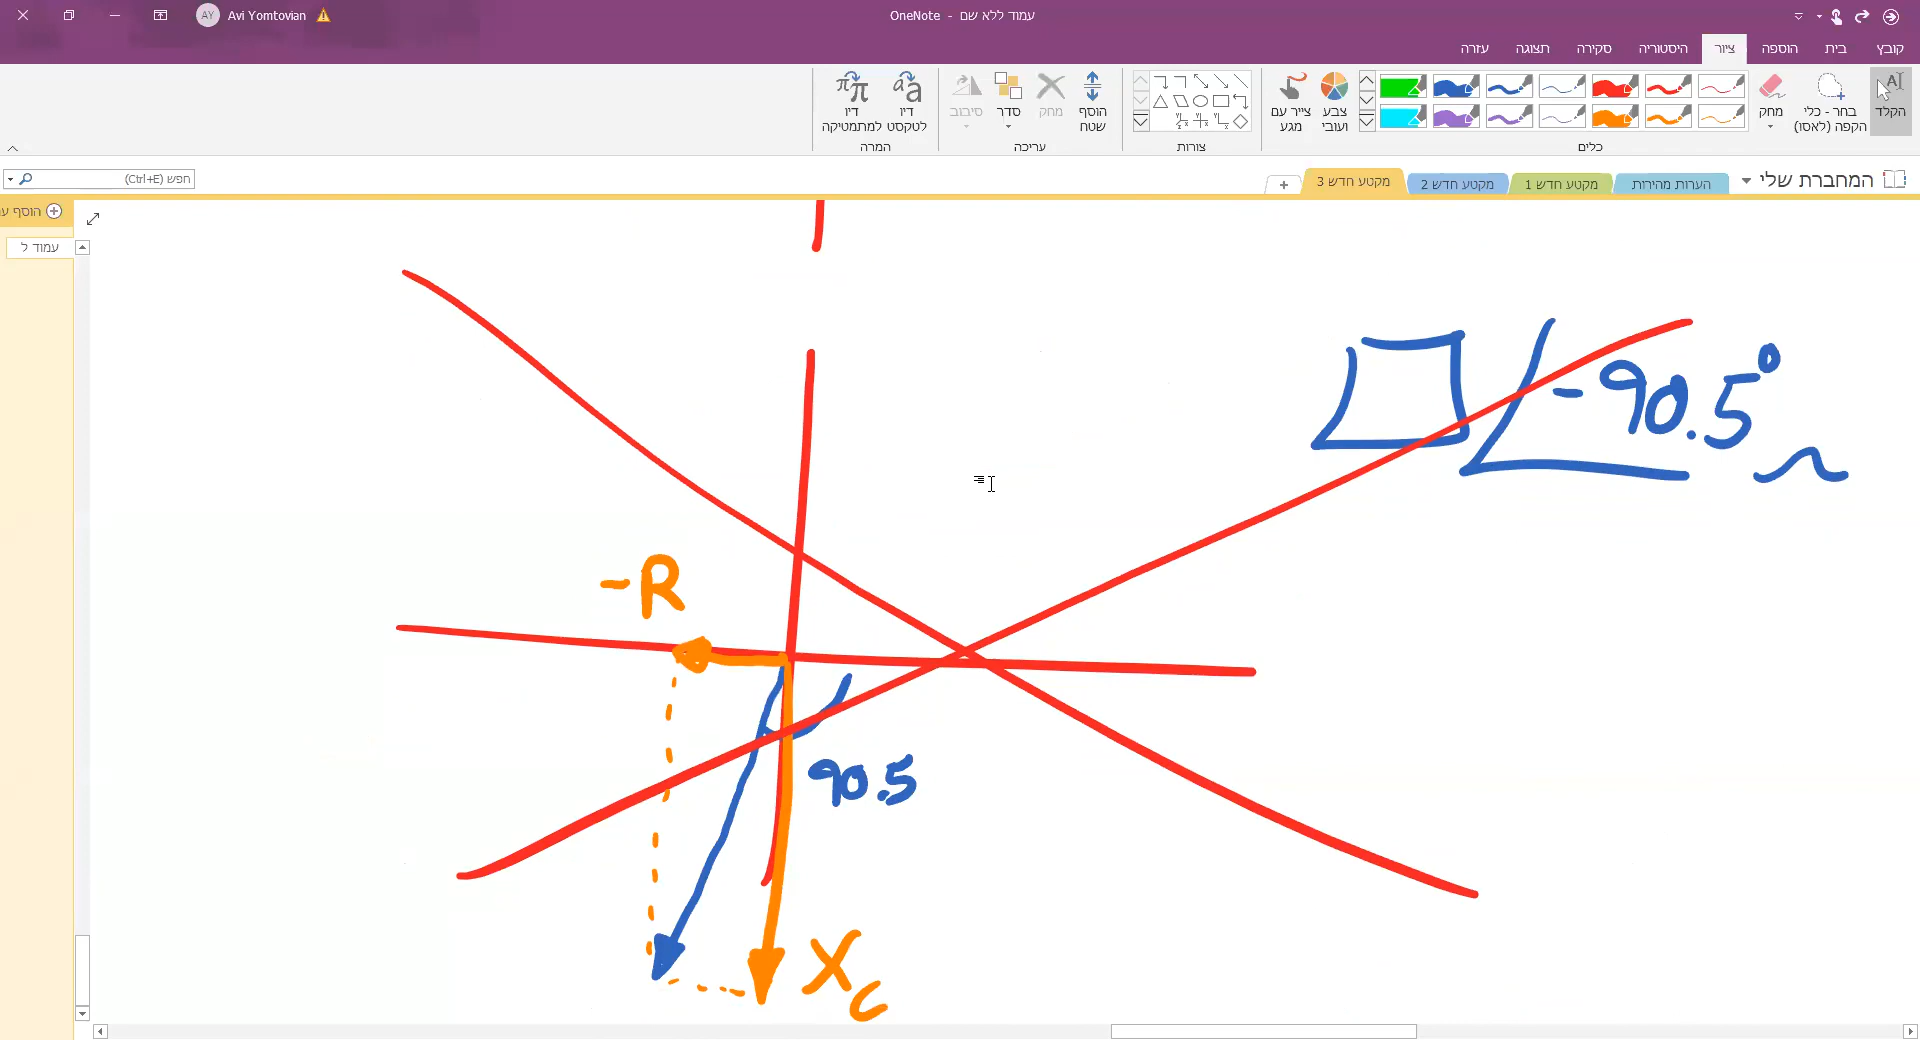 Avi Yomtovian
עמוד ללא שם - OneNote
קובץ בית הוספה ציור היסטוריה סקירה תצוגה עזרה
הקלד
בחר - כלי הקפה (לאסו)
מחק
כלים
צבע ועובי
צייר עם מגע
צורות
הוסף שטח
מחק
סדר
סיבוב
עריכה
דיו לטקסט
דיו למתמטיקה
המרה
המחברת שלי
הערות מהירות
מקטע חדש 1
מקטע חדש 2
מקטע חדש 3
חפש (Ctrl+E)
הוסף ע
עמוד ל
-90.5°
-R
90.5
Xc